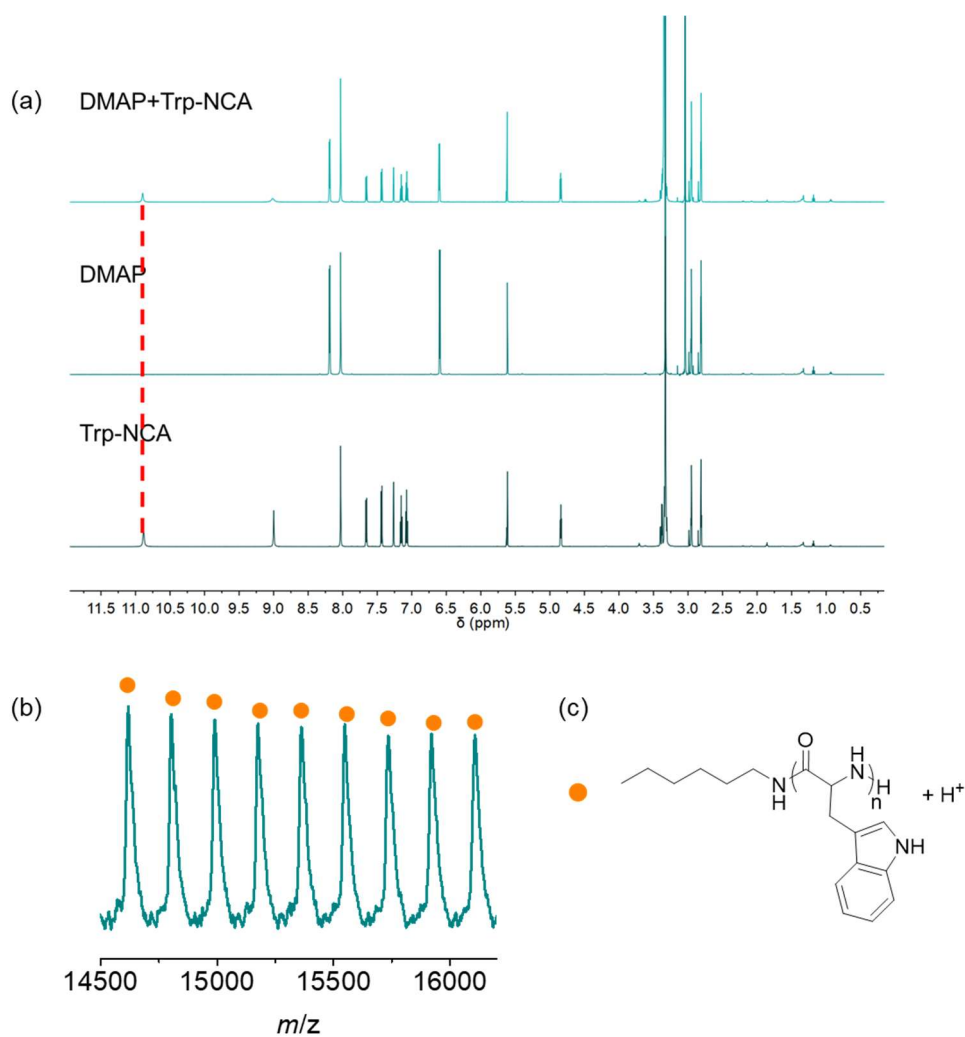 (a)
DMAP+Trp-NCA
DMAP
Trp-NCA
11.5 11.0 10.5 10.0 9.5 9.0 8.5 8.0 7.5 7.0 6.5 6.0 5.5 5.0 4.5 4.0 3.5 3.0 2.5 2.0 1.5 1.0 0.5
δ (ppm)
(b)
14500 15000 15500 16000
m/z
(c)
O
H
N
H
N
H
n
+ H+
NH